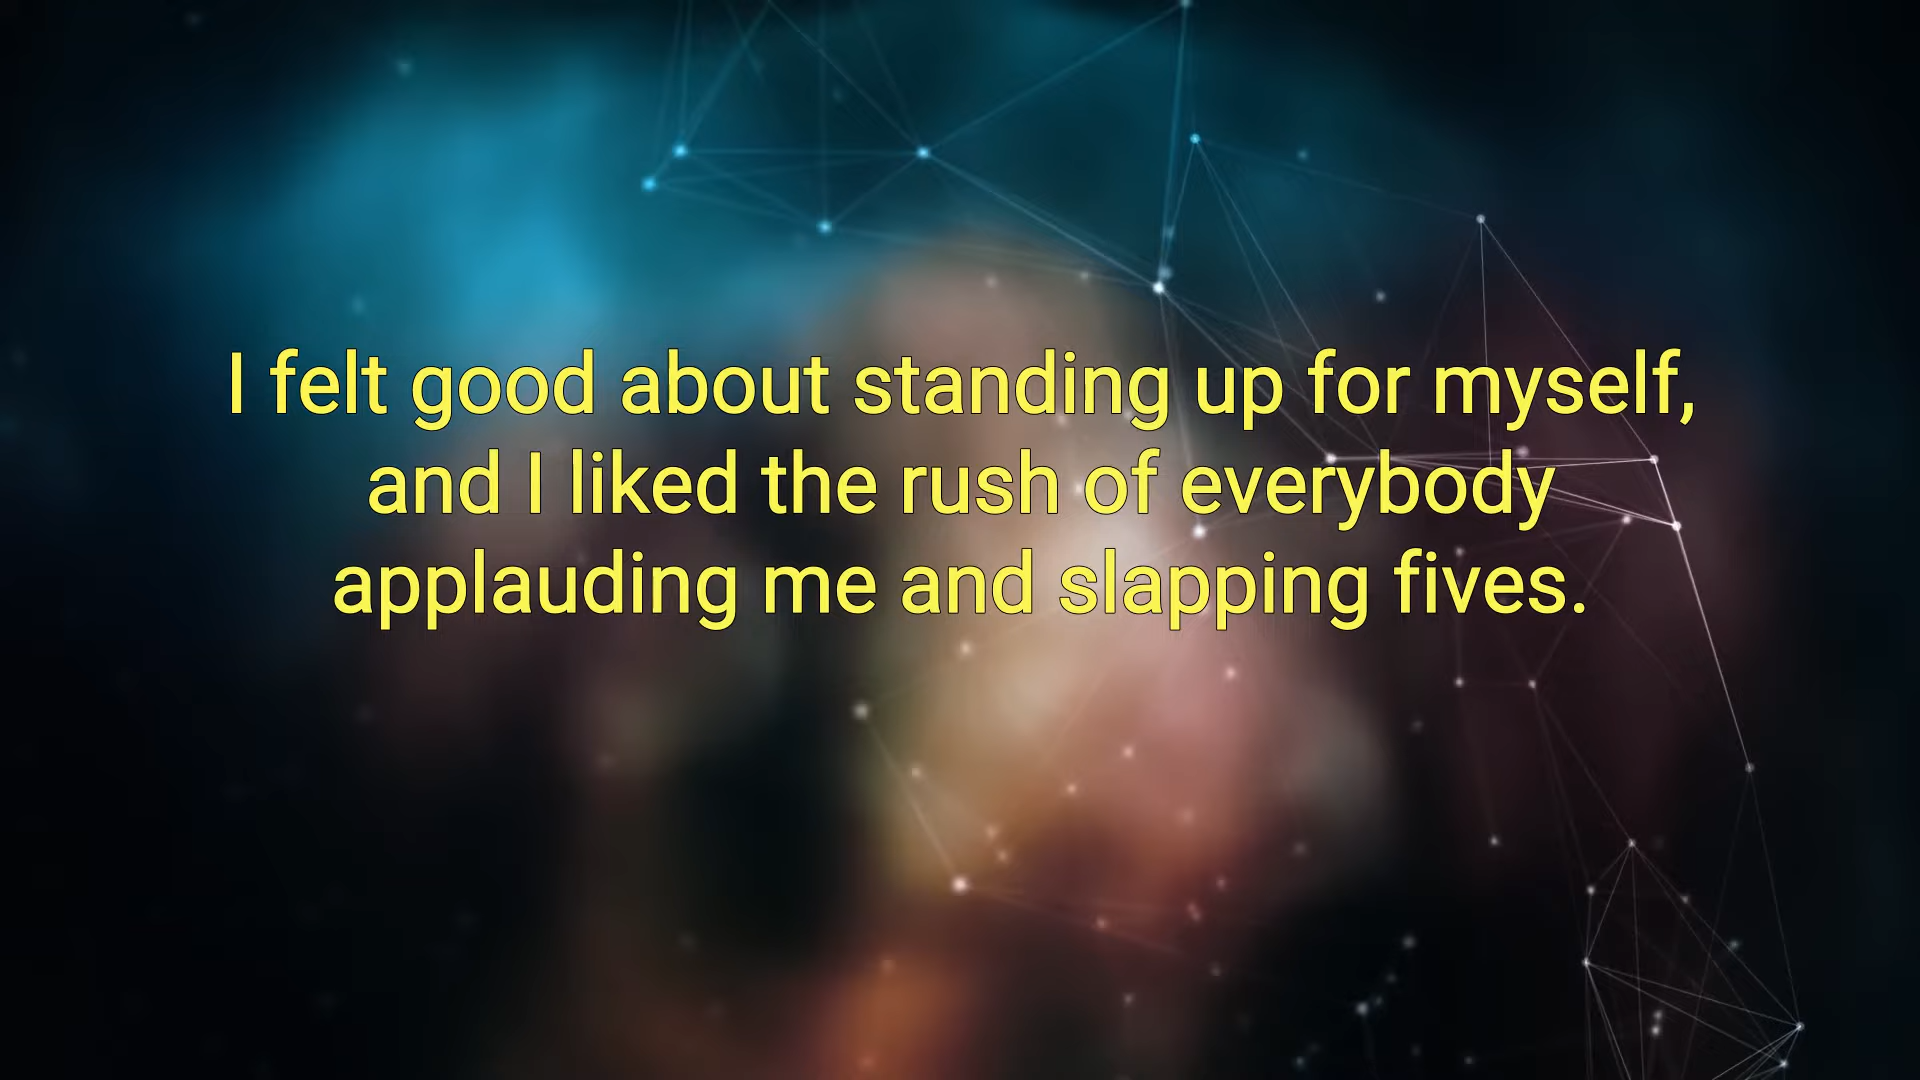 I felt good about standing up for myself,
and I liked the rush of everybody
applauding me and slapping fives.